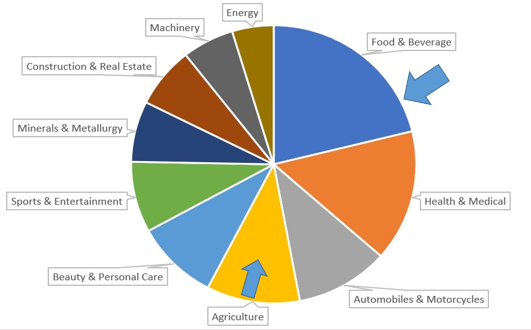 Energy
Machinery
Food & Beverage
Construction & Real Estate
Minerals & Metallurgy
Sports & Entertainment
Health & Medical
Beauty & Personal Care
Automobiles & Motorcycles
Agriculture